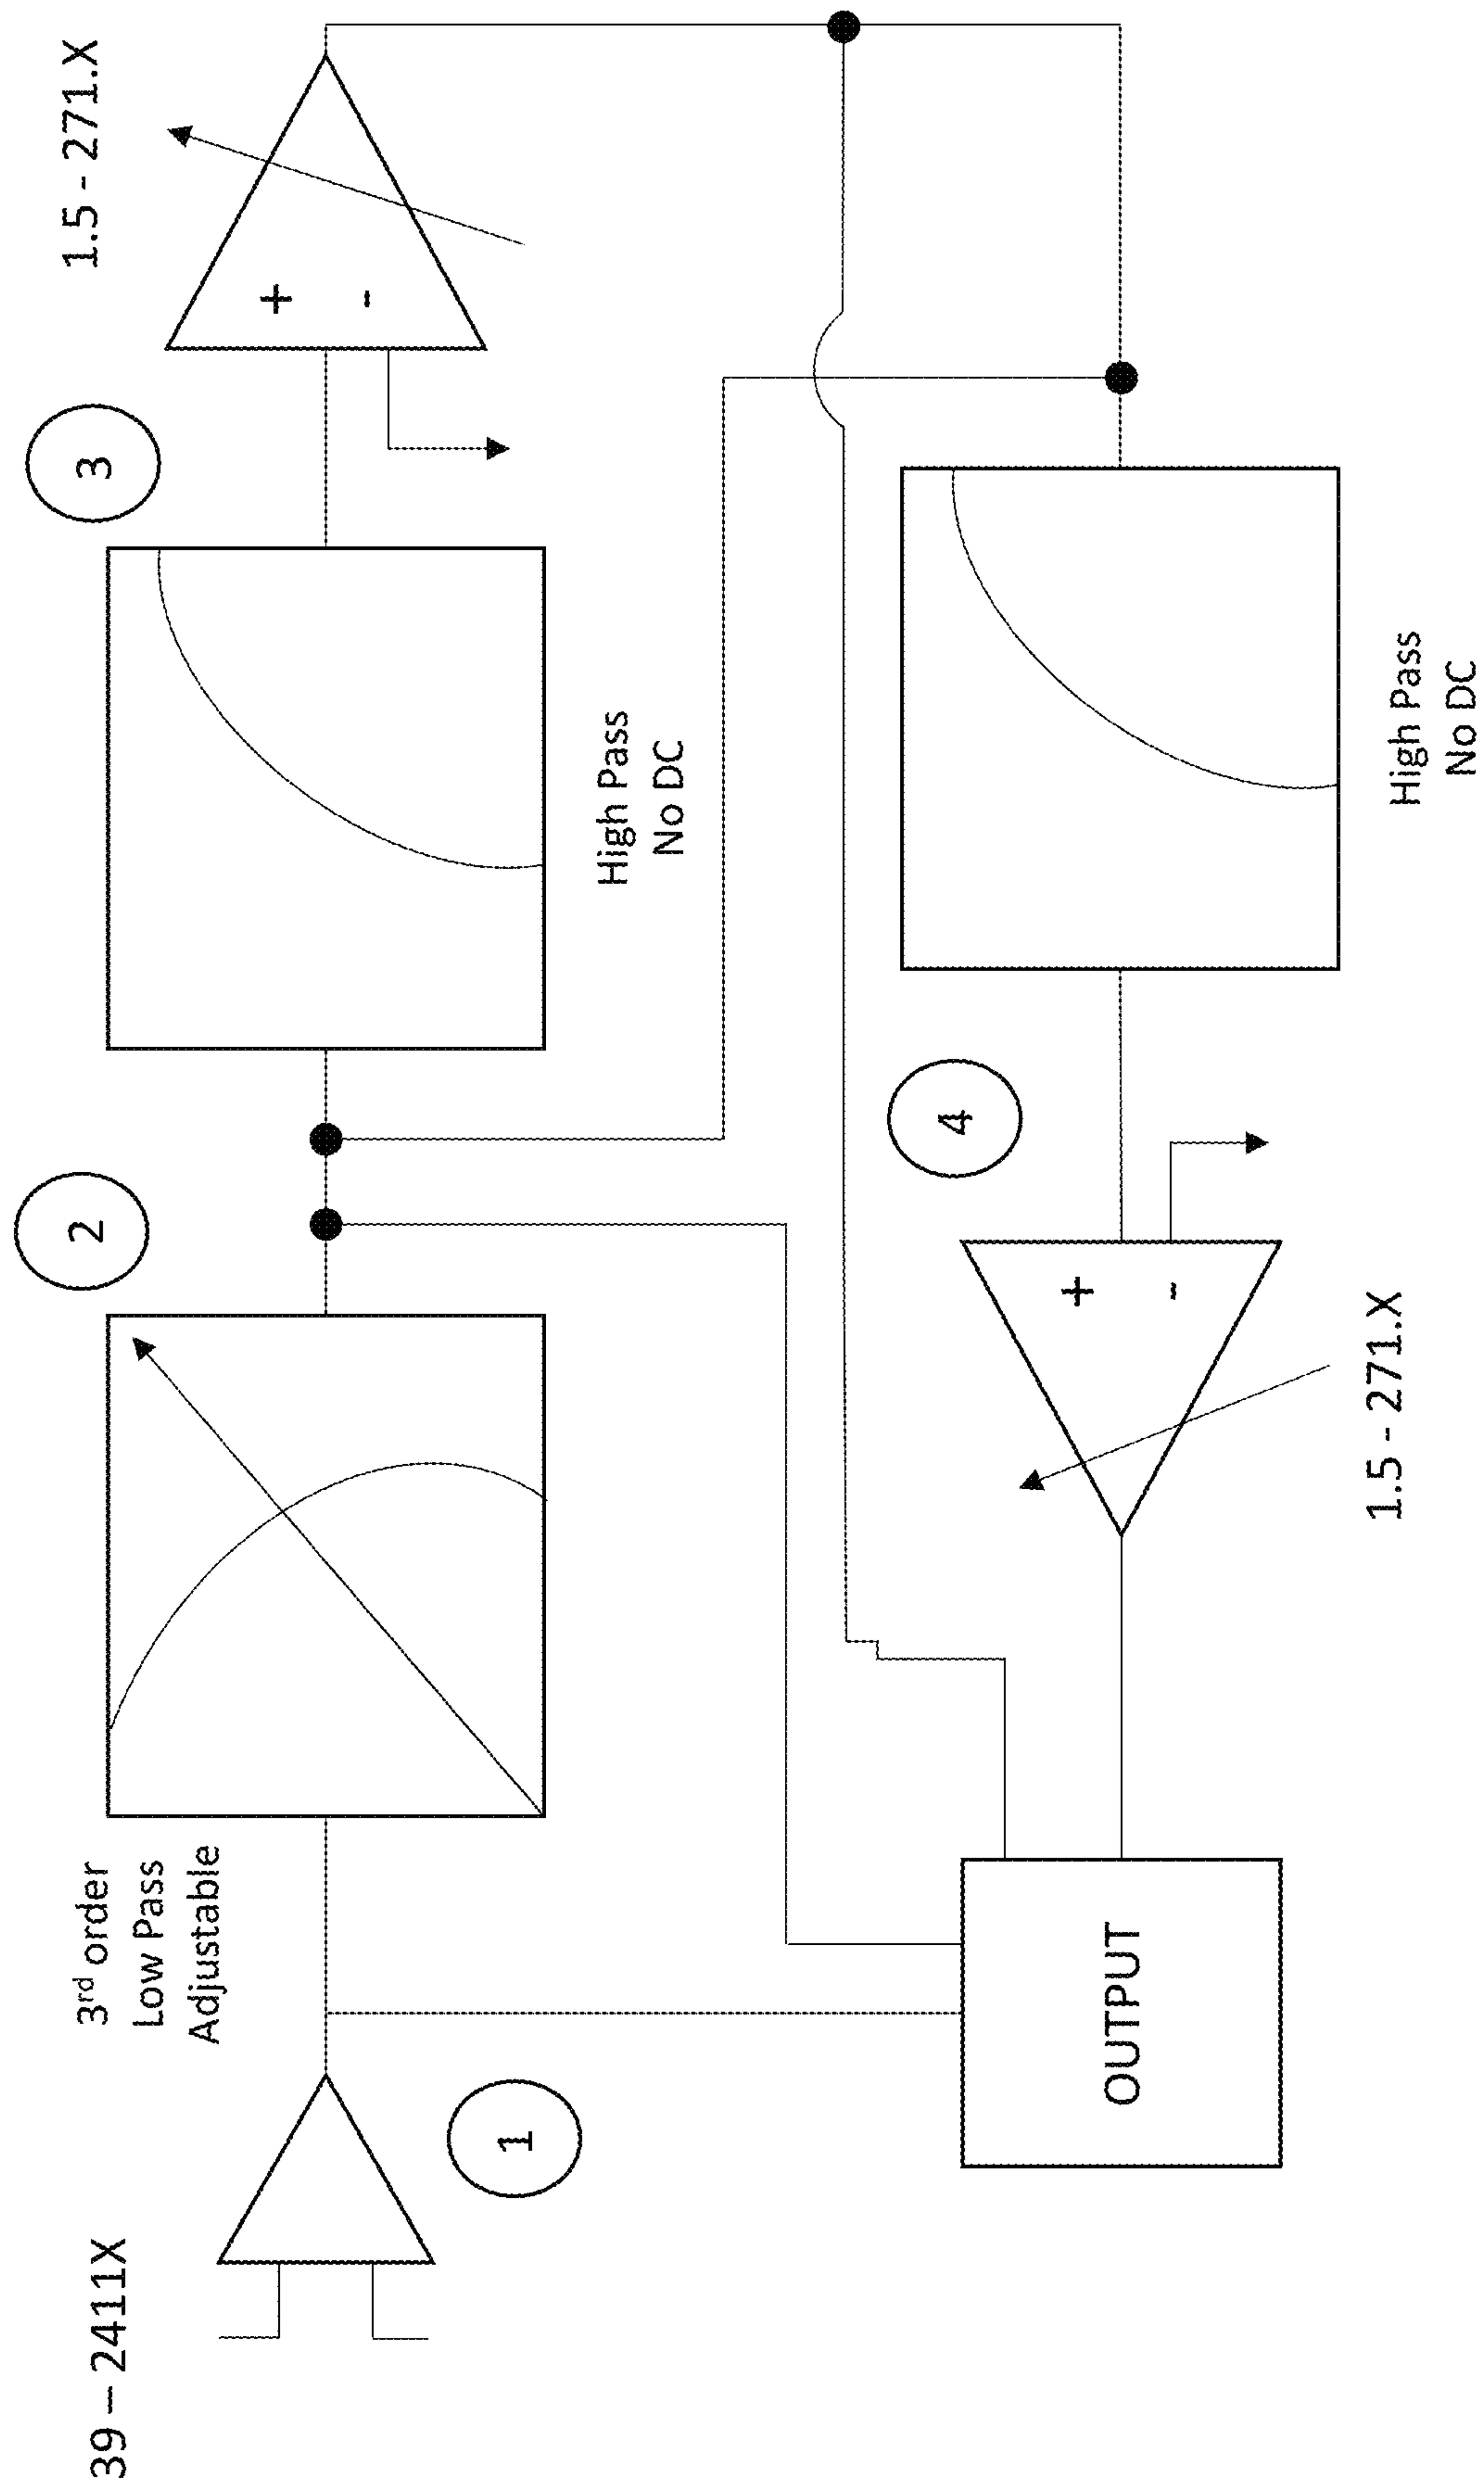 39 – 2411X
1
3rd order
Low Pass
Adjustable
2
High Pass
No DC
3
+
-
1.5 - 271.X
OUTPUT
1.5 - 271.X
+
-
4
High Pass
No DC